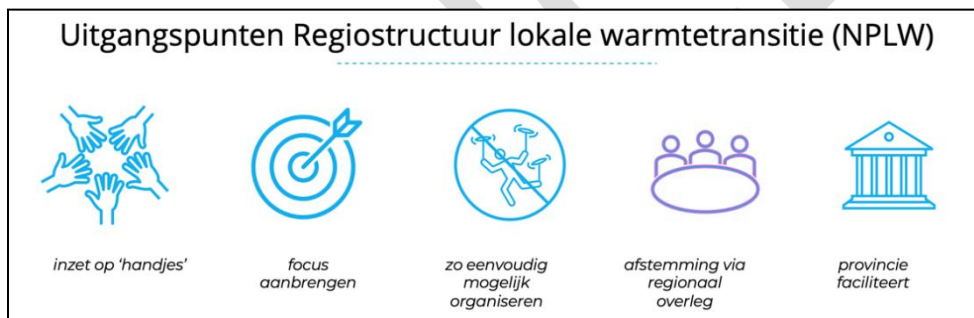 Uitgangspunten Regiostructuur lokale warmtetransitie (NPLW)
inzet op 'handjes'
focus
aanbrengen
zo eenvoudig
mogelijk
organiseren
afstemming via
regionaal
overleg
provincie
faciliteert